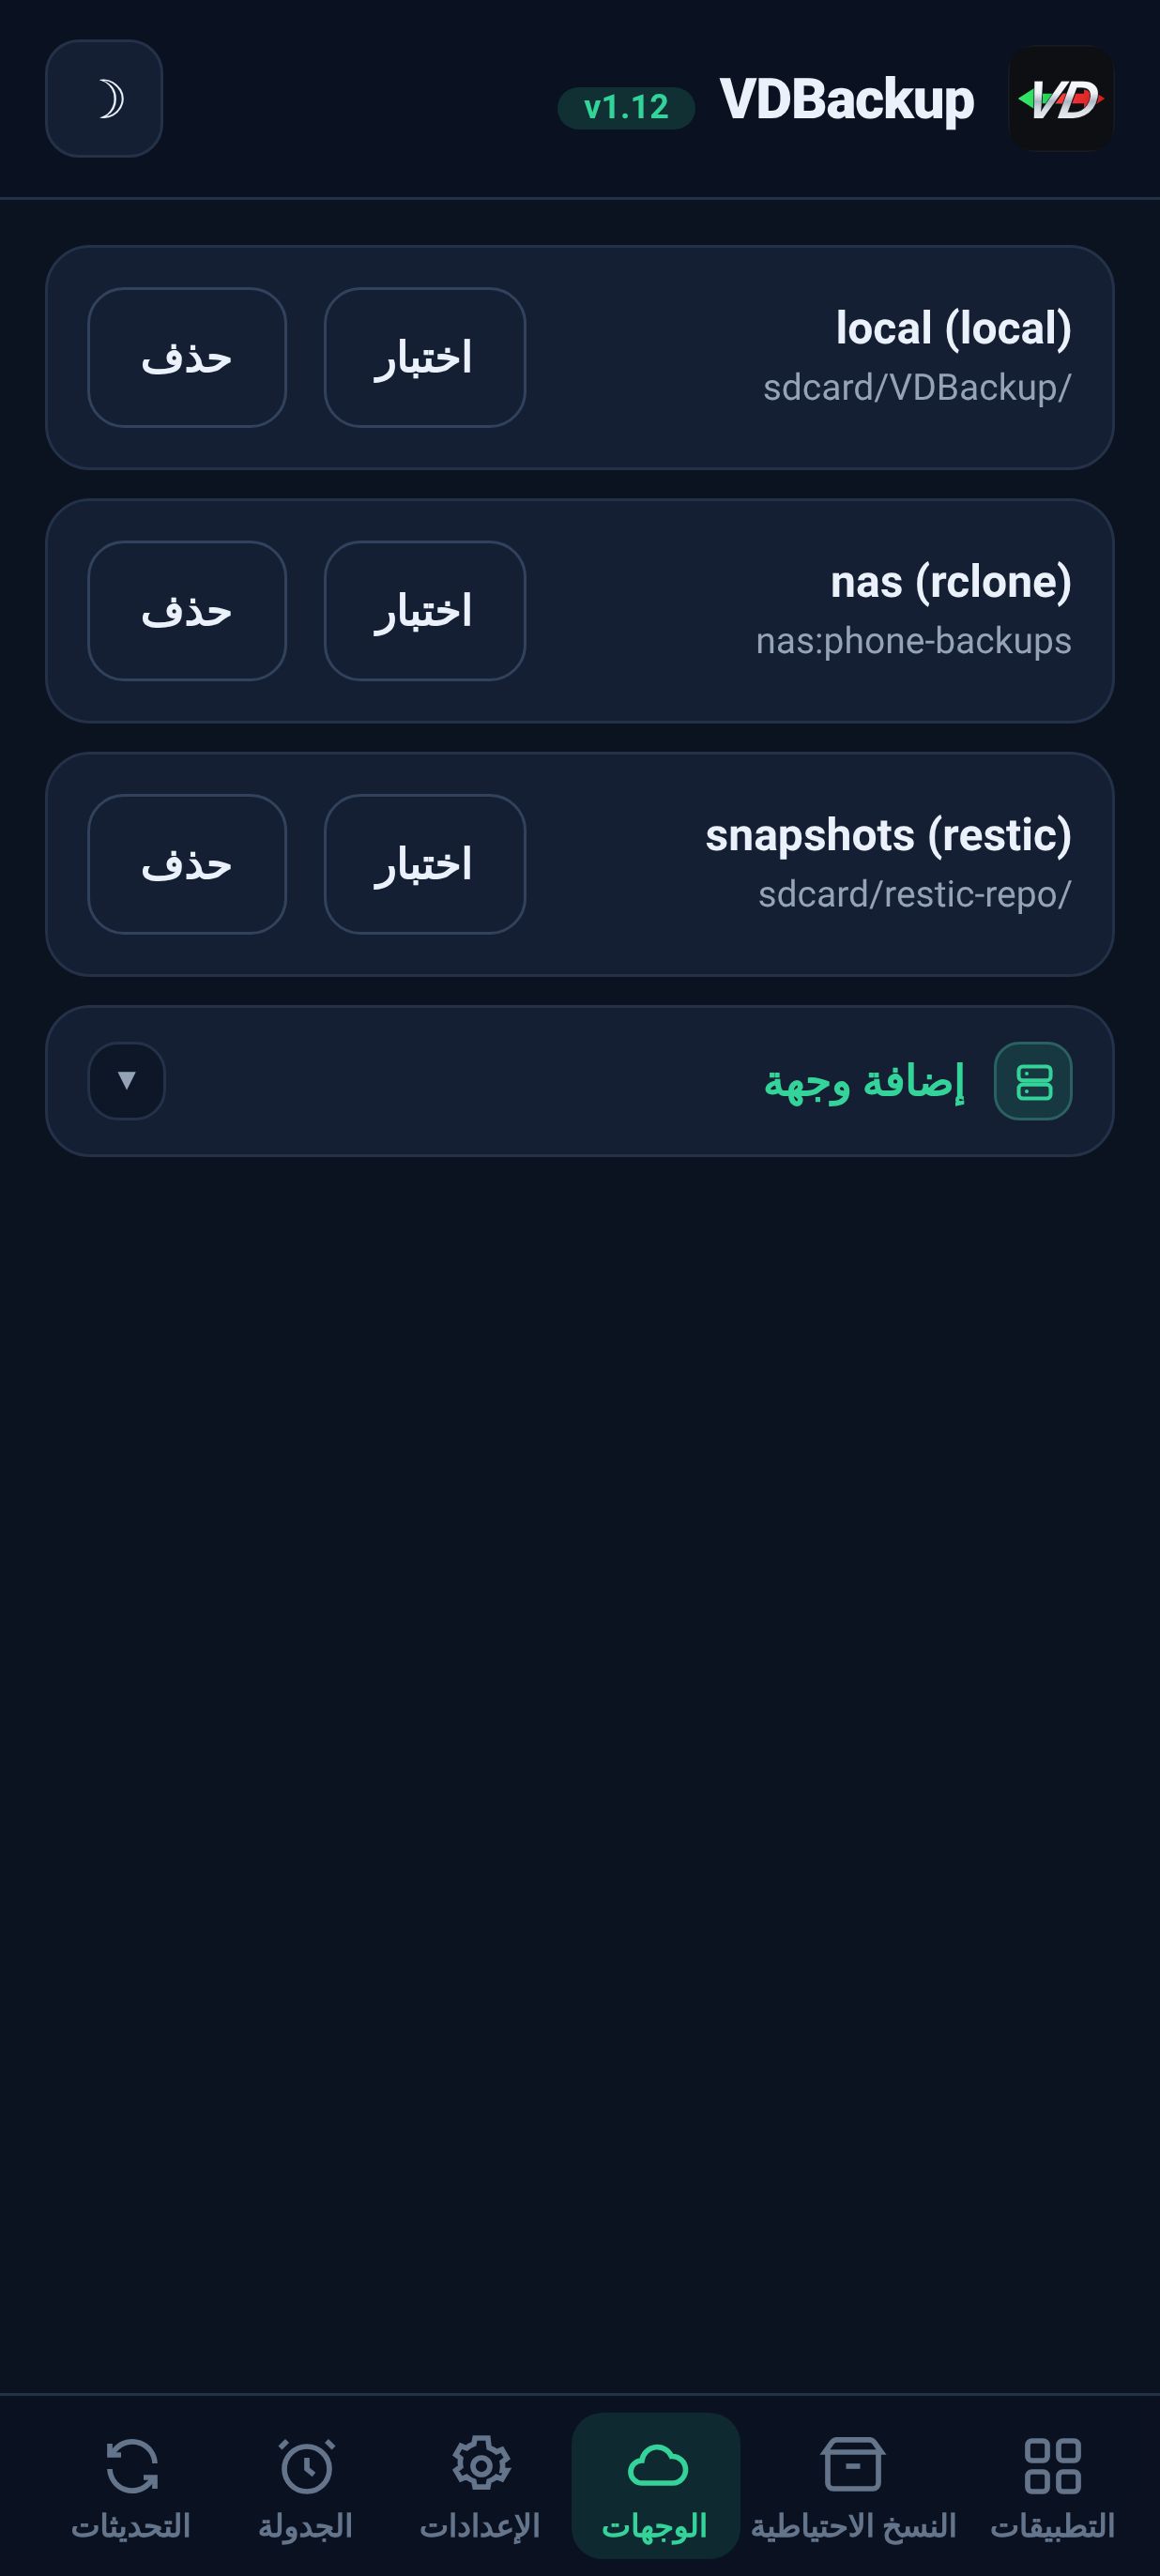 VD
VDBackup v1.12
local (local)
sdcard/VDBackup/
اختبار
حذف
nas (rclone)
nas:phone-backups
اختبار
حذف
snapshots (restic)
sdcard/restic-repo/
اختبار
حذف
إضافة وجهة
التطبيقات
النسخ الاحتياطية
الوجهات
الإعدادات
الجدولة
التحديثات